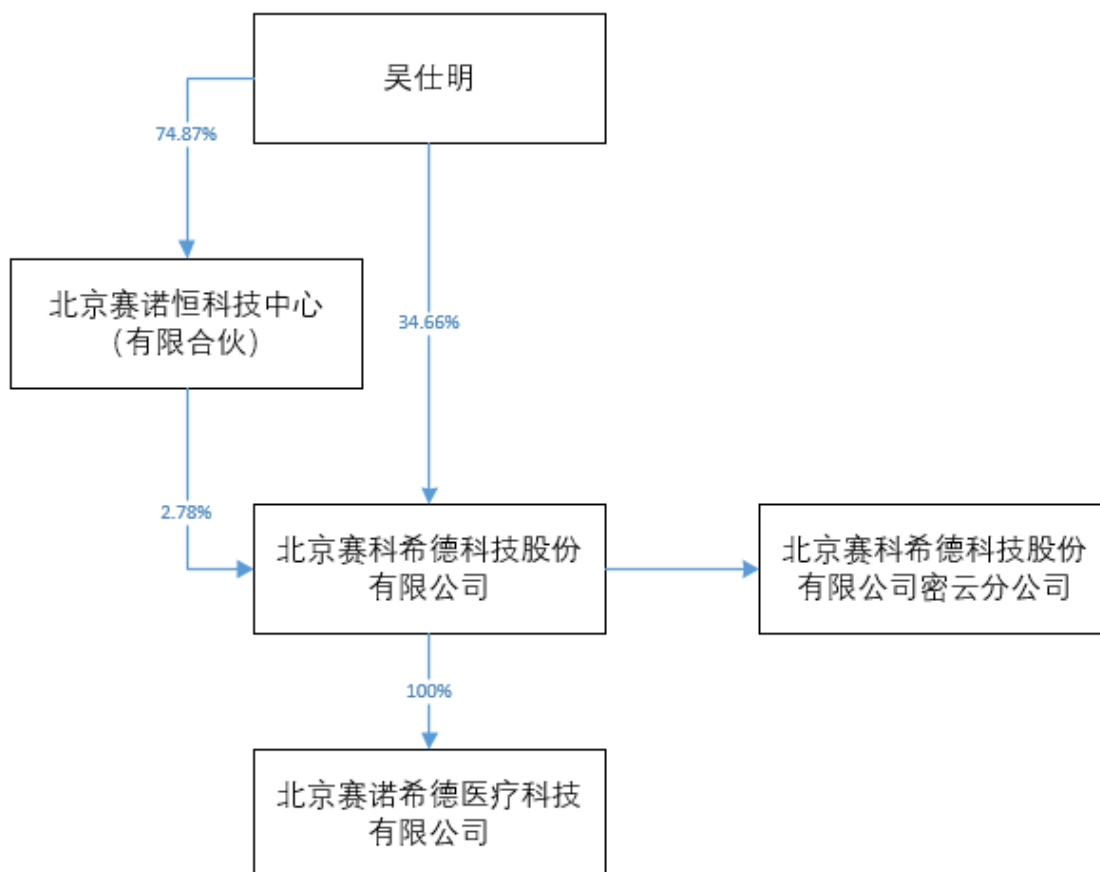 吴仕明
74.87%
北京赛诺恒科技中心
（有限合伙）
34.66%
2.78%
北京赛科希德科技股份
有限公司
北京赛科希德科技股份
有限公司密云分公司
100%
北京赛诺希德医疗科技
有限公司